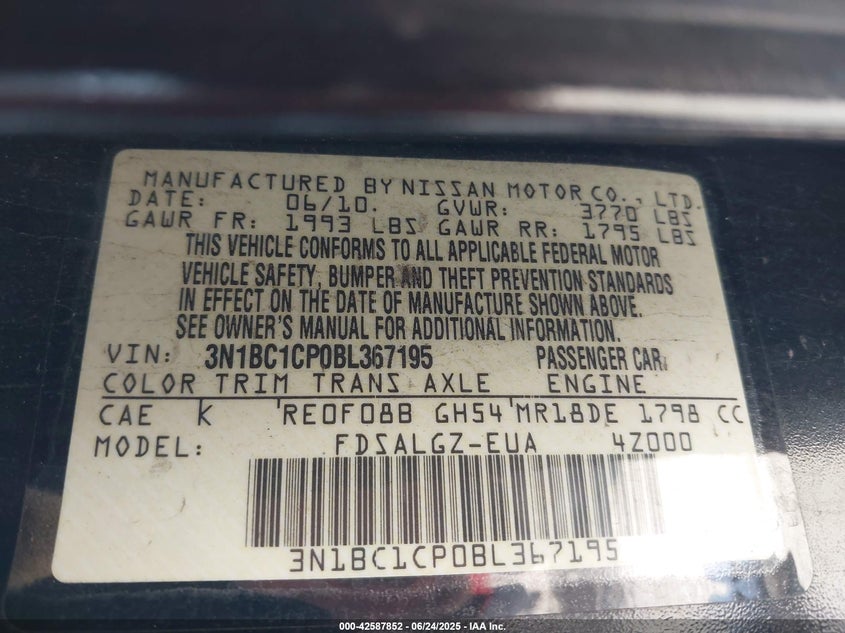 MANUFACTURED BY NISSAN MOTOR CO., LTD.
DATE: 06/10. GVWR: 3770 LBS
GAWR FR: 1993 LBS GAWR RR: 1795 LBS
THIS VEHICLE CONFORMS TO ALL APPLICABLE FEDERAL MOTOR
VEHICLE SAFETY, BUMPER AND THEFT PREVENTION STANDARDS
IN EFFECT ON THE DATE OF MANUFACTURE SHOWN ABOVE.
SEE OWNER'S MANUAL FOR ADDITIONAL INFORMATION.
VIN: 3N1BC1CP0BL367195 PASSENGER CAR
COLOR TRIM TRANS AXLE ENGINE
CAE K RE0F08B GH54 MR18DE 1798 CC
MODEL: FDSALGZ-EUA 4Z000
3N1BC1CP0BL367195
000-42587852 | 06/24/2025 - IAA Inc.